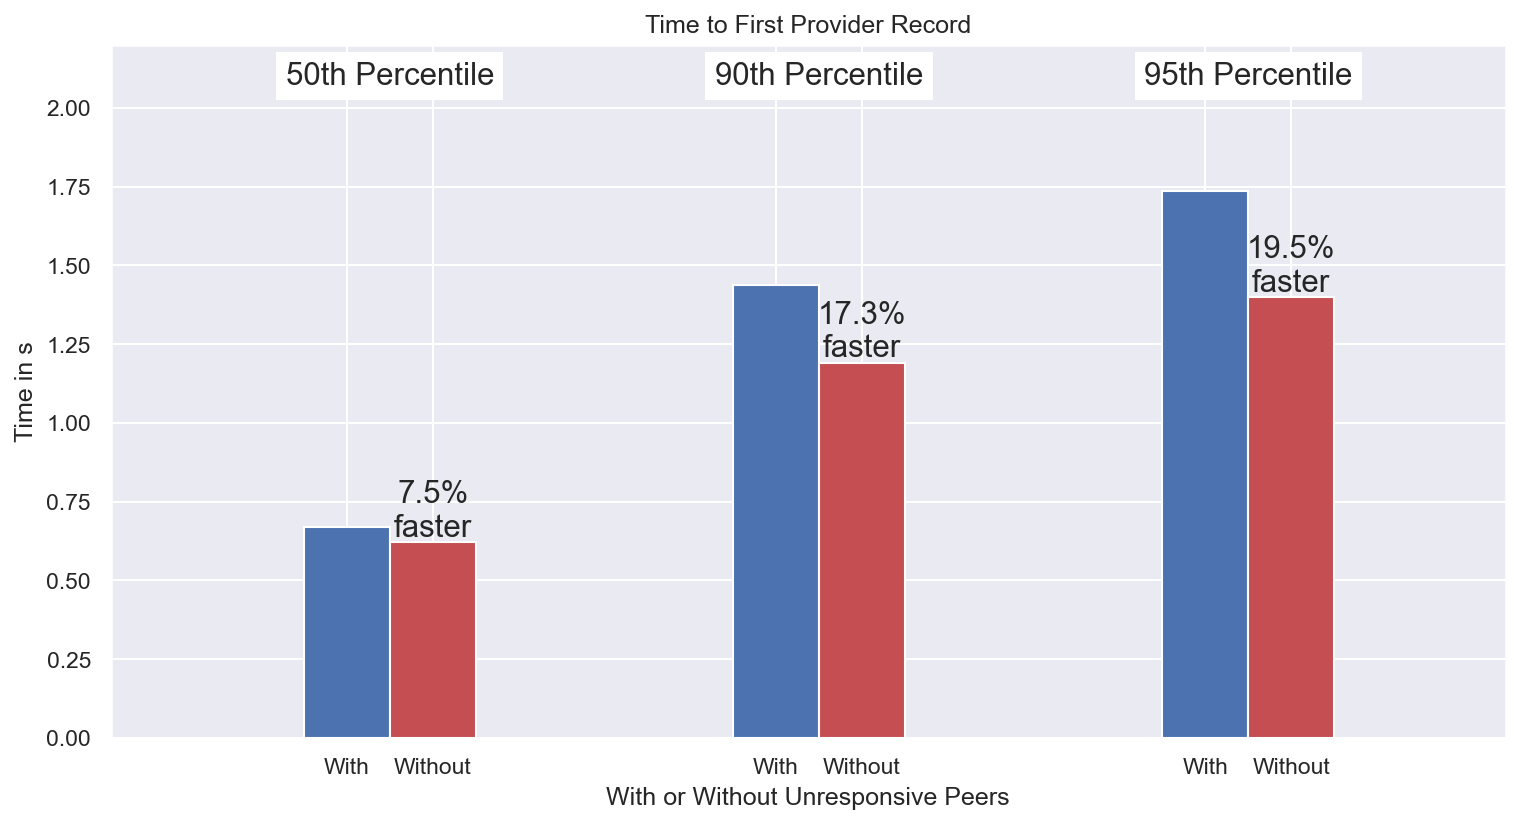 Time to First Provider Record
50th Percentile
90th Percentile
95th Percentile
2.00
1.75
1.50
1.25
1.00
0.75
0.50
0.25
0.00
Time in s
7.5%
faster
17.3%
faster
19.5%
faster
With
Without
With
Without
With
Without
With or Without Unresponsive Peers